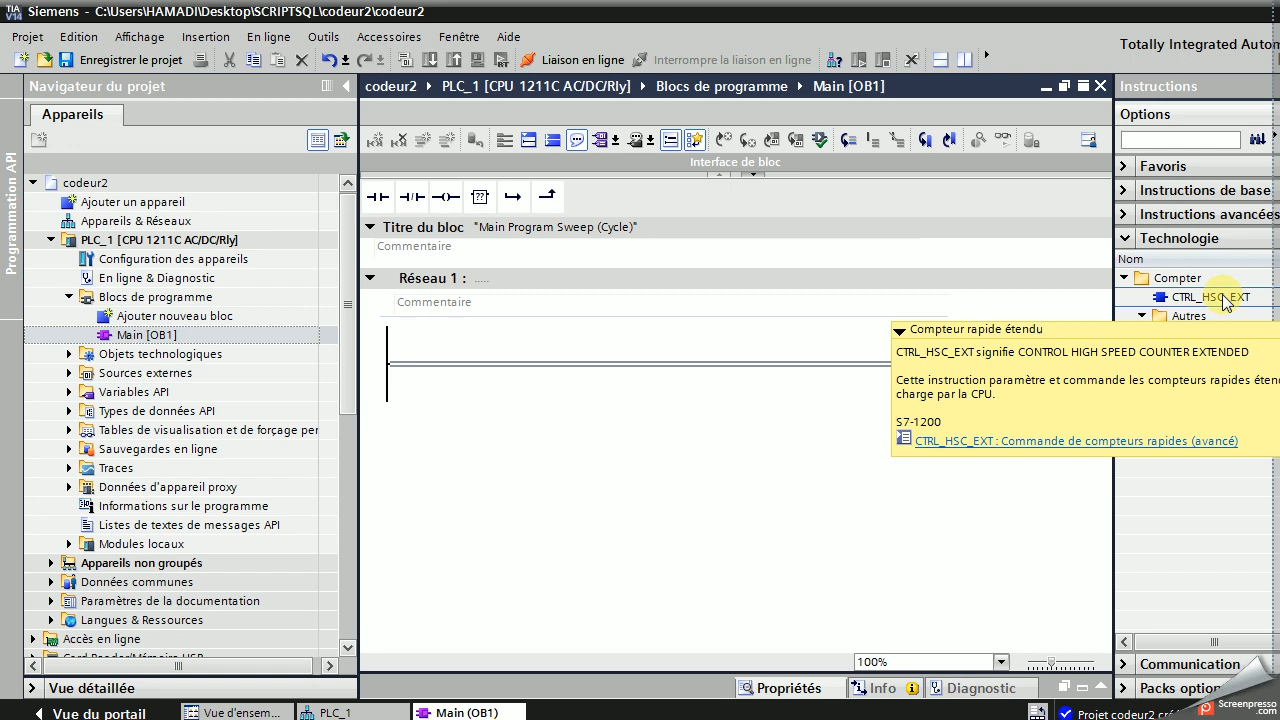 TIA V14 Siemens - C:\Users\HAMADI\Desktop\SCRIPTSQL\codeur2\codeur2
Projet Edition Affichage Insertion En ligne Outils Accessoires Fenêtre Aide
Enregistrer le projet Liaison en ligne Interrompre la liaison en ligne
Totally Integrated Autom
Navigateur du projet
codeur2 PLC_1 [CPU 1211C AC/DC/Rly] Blocs de programme Main [OB1]
Instructions
Appareils
Programmation API
codeur2
Ajouter un appareil
Appareils & Réseaux
PLC_1 [CPU 1211C AC/DC/Rly]
Configuration des appareils
En ligne & Diagnostic
Blocs de programme
Ajouter nouveau bloc
Main [OB1]
Objets technologiques
Sources externes
Variables API
Types de données API
Tables de visualisation et de forçage per
Sauvegardes en ligne
Traces
Données d'appareil proxy
Informations sur le programme
Listes de textes de messages API
Modules locaux
Appareils non groupés
Données communes
Paramètres de la documentation
Langues & Ressources
Accès en ligne
Card Reader/Mémoire USB
Vue détaillée
Interface de bloc
??
Titre du bloc : "Main Program Sweep (Cycle)"
Commentaire
Réseau 1 : .....
Commentaire
Options
Favoris
Instructions de base
Instructions avancées
Technologie
Nom
Compter
CTRL_HSC_EXT
Autres
Compteur rapide étendu
CTRL_HSC_EXT signifie CONTROL HIGH SPEED COUNTER EXTENDED
Cette instruction paramètre et commande les compteurs rapides éten
charge par la CPU.
S7-1200
CTRL_HSC_EXT : Commande de compteurs rapides (avancé)
100%
Communication
Packs option
Propriétés Info Diagnostic
Vue du portail Vue d'ensem... PLC_1 Main (OB1)
Projet codeur2 cré
Screenpresso
.com